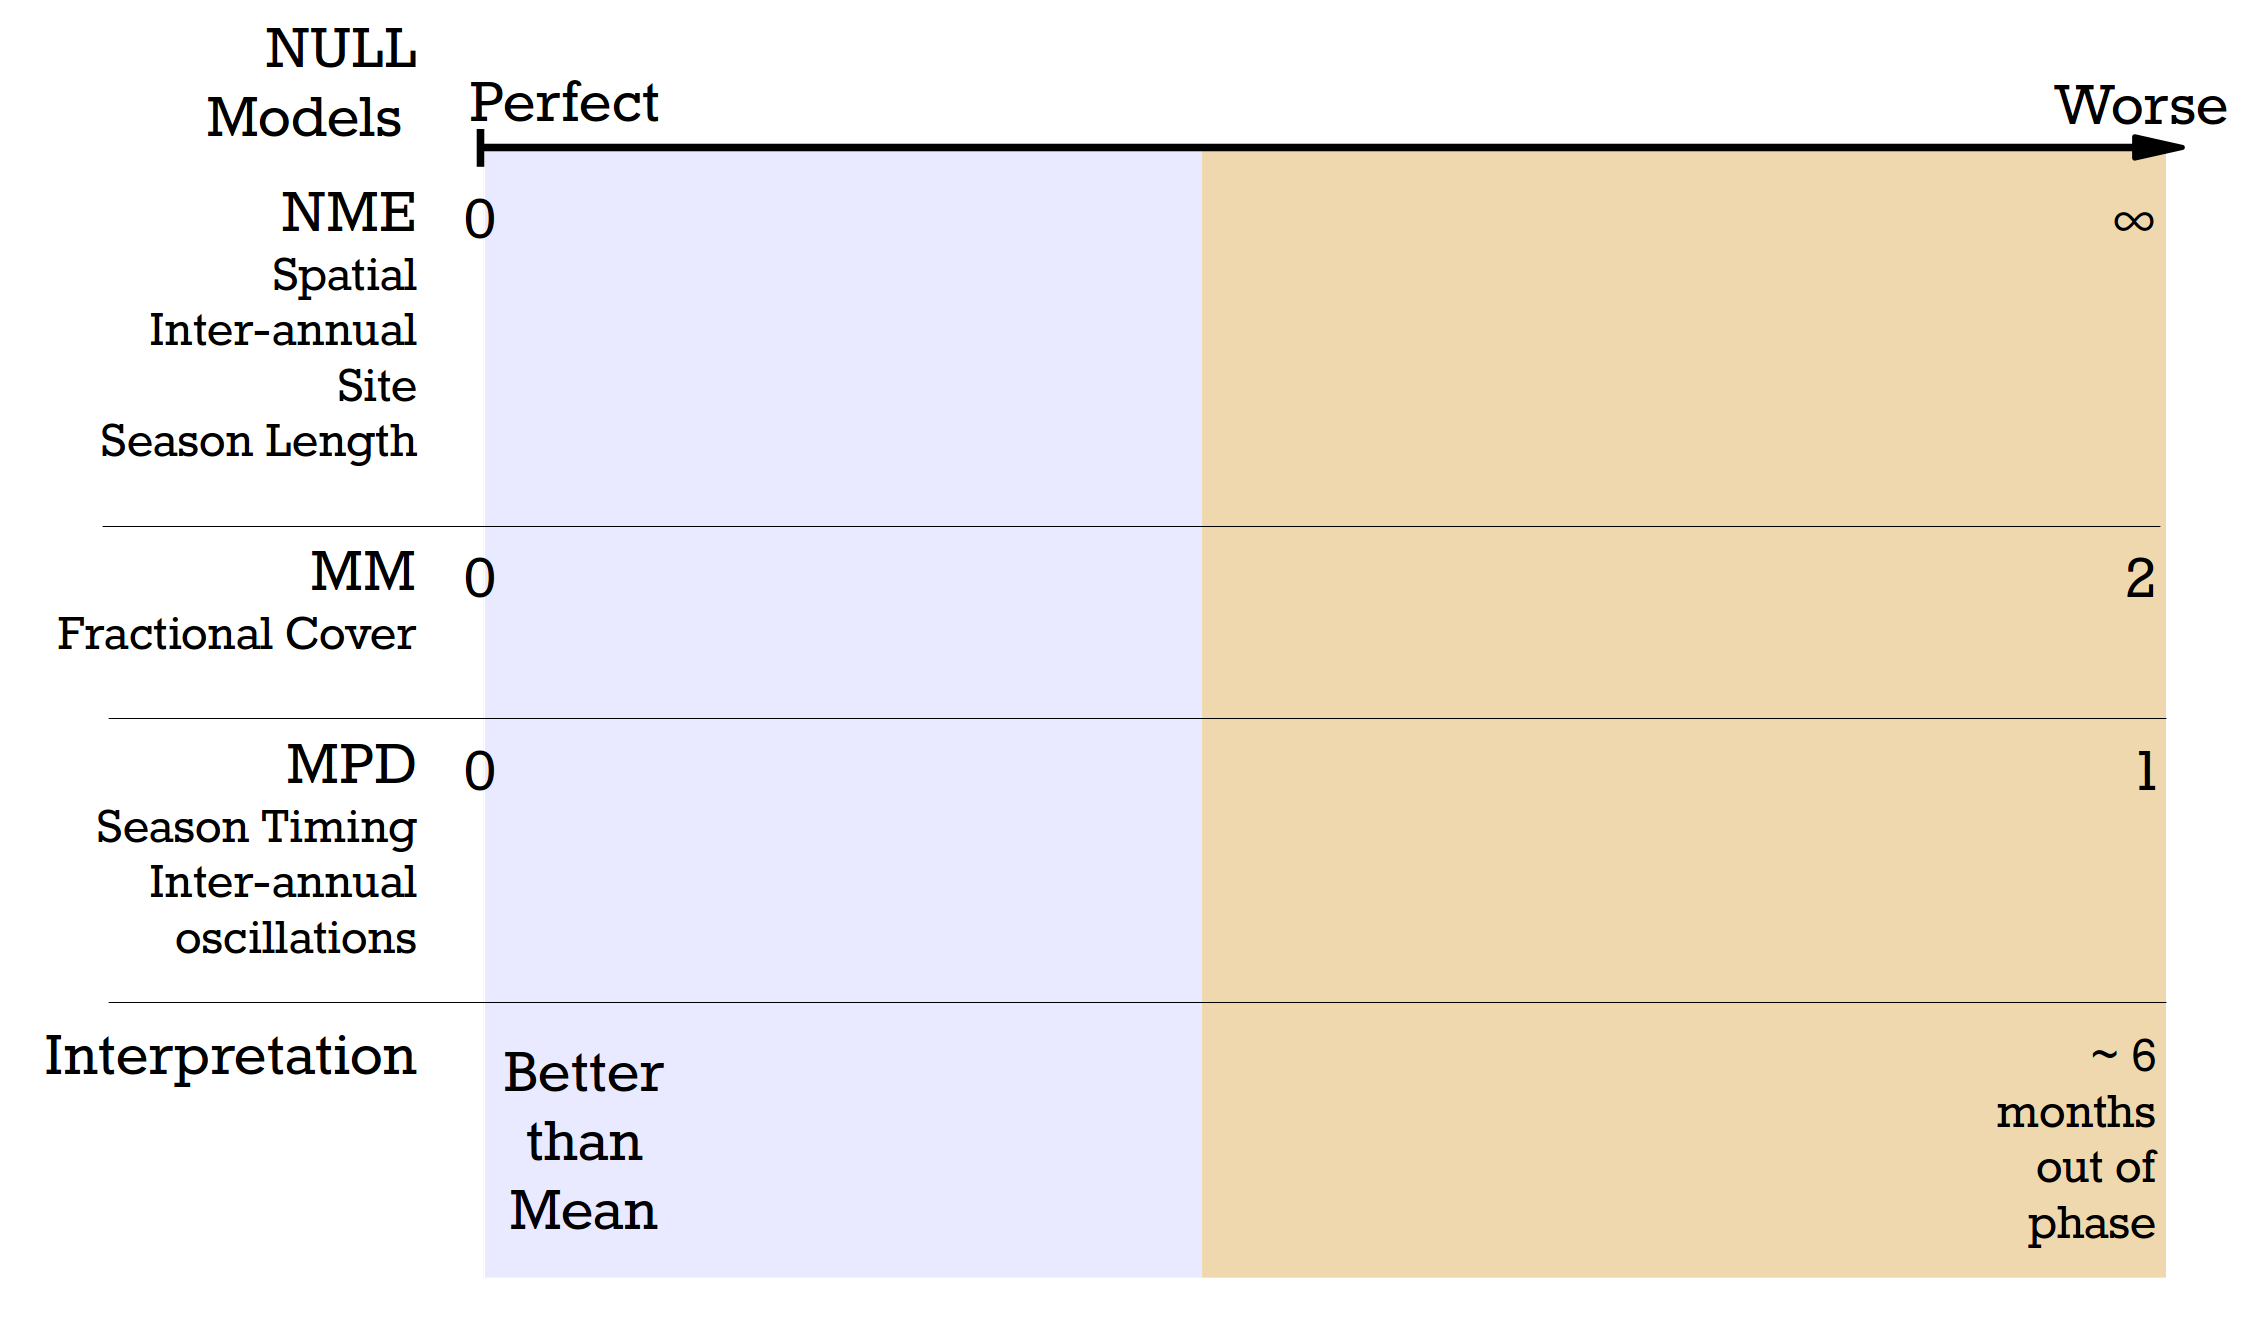 NULL
Models
Perfect
Worse
NME
0
∞
Spatial
Inter-annual
Site
Season Length
MM
0
2
Fractional Cover
MPD
0
1
Season Timing
Inter-annual
oscillations
Interpretation
Better
than
Mean
~ 6
months
out of
phase